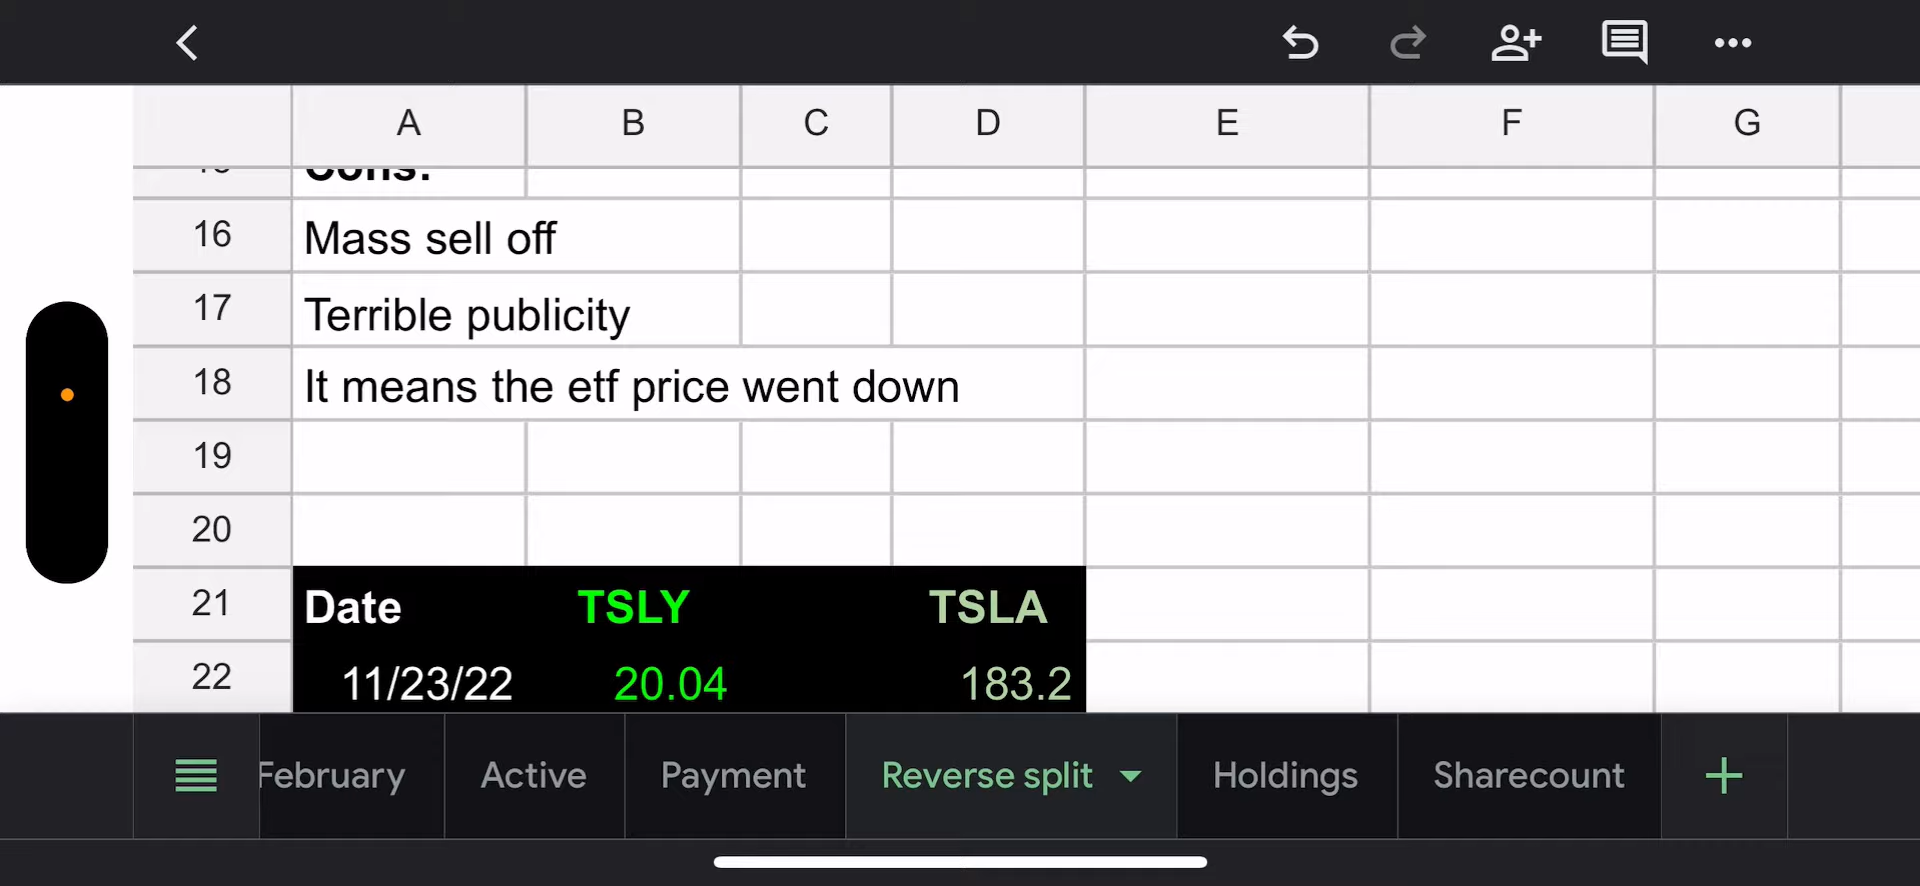 A B C D E F G
Cons:
16 Mass sell off
17 Terrible publicity
18 It means the etf price went down
19
20
21 Date TSLY TSLA
22 11/23/22 20.04 183.2
February Active Payment Reverse split Holdings Sharecount